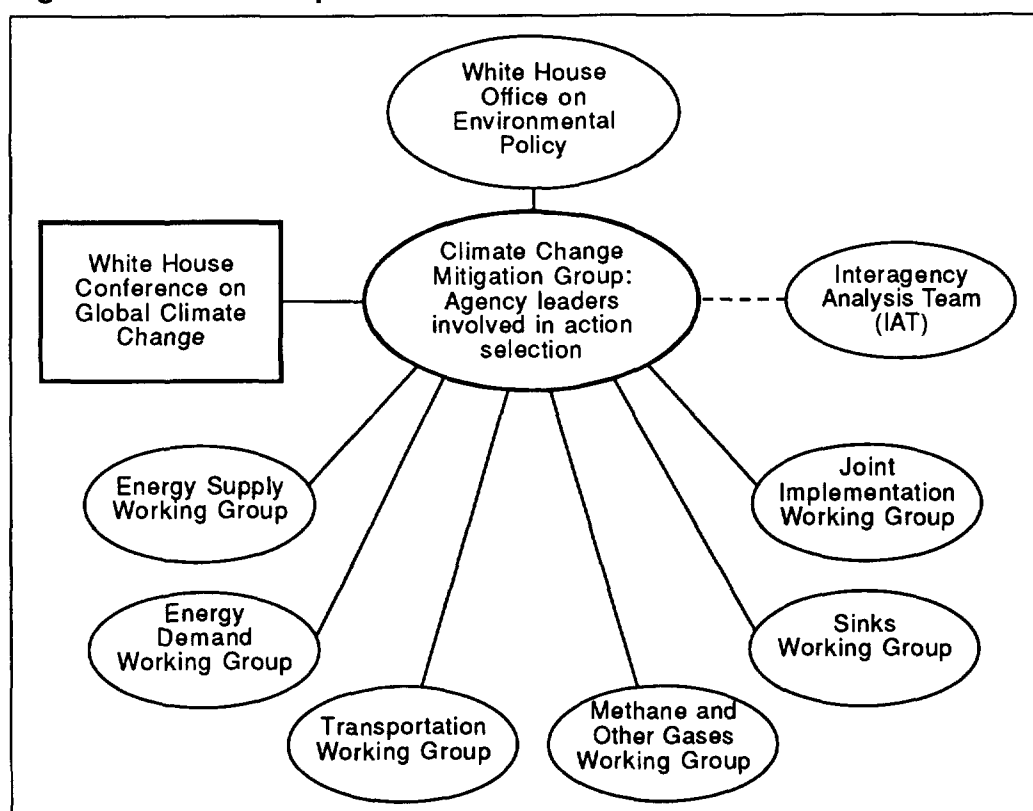 White House
Office on
Environmental
Policy
White House
Conference on
Global Climate
Change
Climate Change
Mitigation Group:
Agency leaders
involved in action
selection
Interagency
Analysis Team
(IAT)
Energy Supply
Working Group
Joint
Implementation
Working Group
Energy
Demand
Working Group
Sinks
Working Group
Transportation
Working Group
Methane and
Other Gases
Working Group